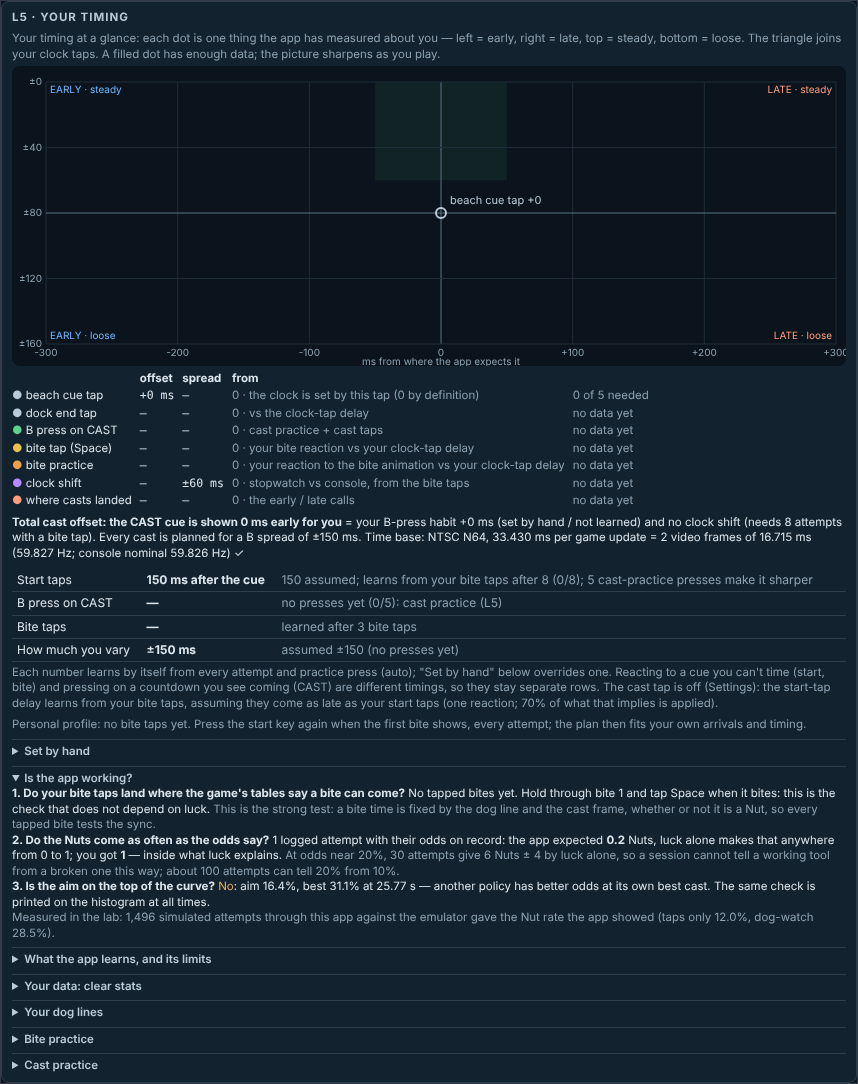 L5 · YOUR TIMING
Your timing at a glance: each dot is one thing the app has measured about you — left = early, right = late, top = steady, bottom = loose. The triangle joins
your clock taps. A filled dot has enough data; the picture sharpens as you play.
±0
EARLY · steady
LATE · steady
±40
beach cue tap +0
±80
±120
EARLY · loose
LATE · loose
±160
-300
-200
-100
0
+100
+200
+300
ms from where the app expects it
offset spread from
beach cue tap +0 ms — 0 · the clock is set by this tap (0 by definition) 0 of 5 needed
dock end tap — — 0 · vs the clock-tap delay no data yet
B press on CAST — — 0 · cast practice + cast taps no data yet
bite tap (Space) — — 0 · your bite reaction vs your clock-tap delay no data yet
bite practice — — 0 · your reaction to the bite animation vs your clock-tap delay no data yet
clock shift — ±60 ms 0 · stopwatch vs console, from the bite taps no data yet
where casts landed — — 0 · the early / late calls no data yet
Total cast offset: the CAST cue is shown 0 ms early for you = your B-press habit +0 ms (set by hand / not learned) and no clock shift (needs 8 attempts
with a bite tap). Every cast is planned for a B spread of ±150 ms. Time base: NTSC N64, 33.430 ms per game update = 2 video frames of 16.715 ms
(59.827 Hz; console nominal 59.826 Hz) ✓
Start taps 150 ms after the cue 150 assumed; learns from your bite taps after 8 (0/8); 5 cast-practice presses make it sharper
B press on CAST — no presses yet (0/5): cast practice (L5)
Bite taps — learned after 3 bite taps
How much you vary ±150 ms assumed ±150 (no presses yet)
Each number learns by itself from every attempt and practice press (auto); "Set by hand" below overrides one. Reacting to a cue you can't time (start,
bite) and pressing on a countdown you see coming (CAST) are different timings, so they stay separate rows. The cast tap is off (Settings): the start-tap
delay learns from your bite taps, assuming they come as late as your start taps (one reaction; 70% of what that implies is applied).
Personal profile: no bite taps yet. Press the start key again when the first bite shows, every attempt; the plan then fits your own arrivals and timing.
▶ Set by hand
▼ Is the app working?
1. Do your bite taps land where the game's tables say a bite can come? No tapped bites yet. Hold through bite 1 and tap Space when it bites: this is the
check that does not depend on luck. This is the strong test: a bite time is fixed by the dog line and the cast frame, whether or not it is a Nut, so every
tapped bite tests the sync.
2. Do the Nuts come as often as the odds say? 1 logged attempt with their odds on record: the app expected 0.2 Nuts, luck alone makes that anywhere
from 0 to 1; you got 1 — inside what luck explains. At odds near 20%, 30 attempts give 6 Nuts ± 4 by luck alone, so a session cannot tell a working tool
from a broken one this way; about 100 attempts can tell 20% from 10%.
3. Is the aim on the top of the curve? No: aim 16.4%, best 31.1% at 25.77 s — another policy has better odds at its own best cast. The same check is
printed on the histogram at all times.
Measured in the lab: 1,496 simulated attempts through this app against the emulator gave the Nut rate the app showed (taps only 12.0%, dog-watch
28.5%).
▶ What the app learns, and its limits
▶ Your data: clear stats
▶ Your dog lines
▶ Bite practice
▶ Cast practice